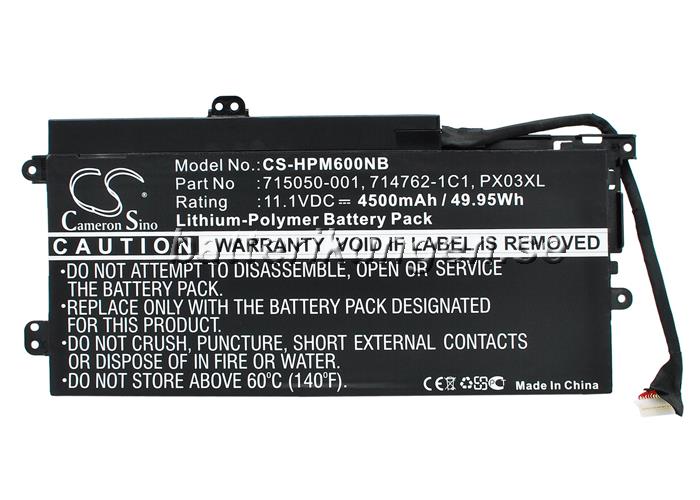 Cameron Sino
Model No.: CS-HPM600NB
Part No : 715050-001, 714762-1C1, PX03XL
Rating : 11.1VDC ⎓ 4500mAh / 49.95Wh
Lithium-Polymer Battery Pack
CAUTION WARRANTY VOID IF LABEL IS REMOVED
batterikungen.se
•DO NOT ATTEMPT TO DISASSEMBLE, OPEN OR SERVICE
THE BATTERY PACK.
•REPLACE ONLY WITH THE BATTERY PACK DESIGNATED
FOR THIS PRODUCT.
•DO NOT CRUSH, PUNCTURE, SHORT EXTERNAL CONTACTS
OR DISPOSE OF IN FIRE OR WATER.
•DO NOT STORE ABOVE 60°C (140°F).
CE
Made In China